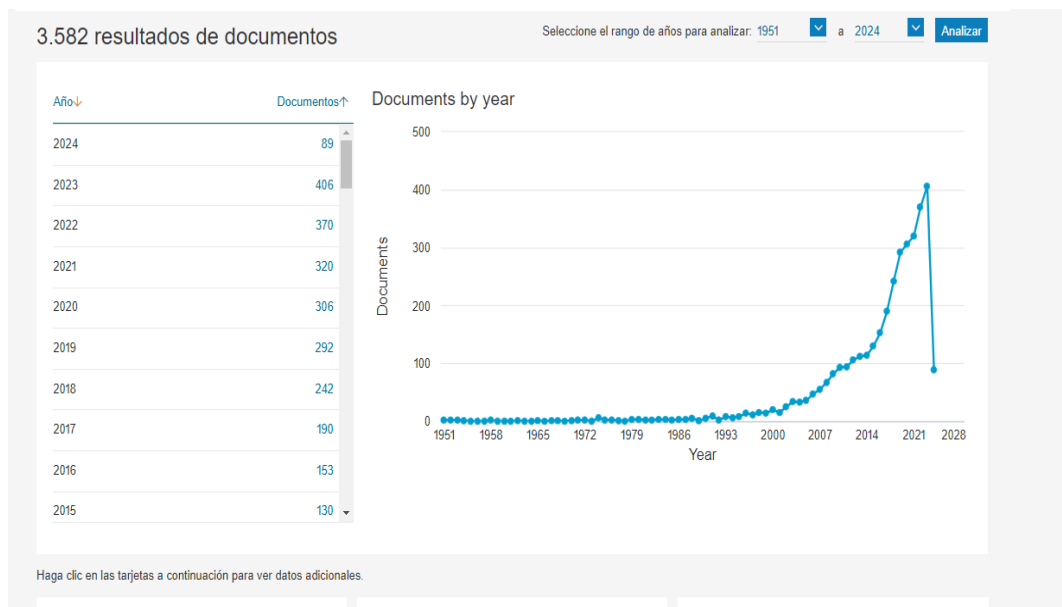 3.582 resultados de documentos
Seleccione el rango de años para analizar: 1951 a 2024 Analizar
Año↓ Documentos↑
2024 89
2023 406
2022 370
2021 320
2020 306
2019 292
2018 242
2017 190
2016 153
2015 130
Documents by year
500
400
300
200
100
0
Documents
1951 1958 1965 1972 1979 1986 1993 2000 2007 2014 2021 2028
Year
Haga clic en las tarjetas a continuación para ver datos adicionales.